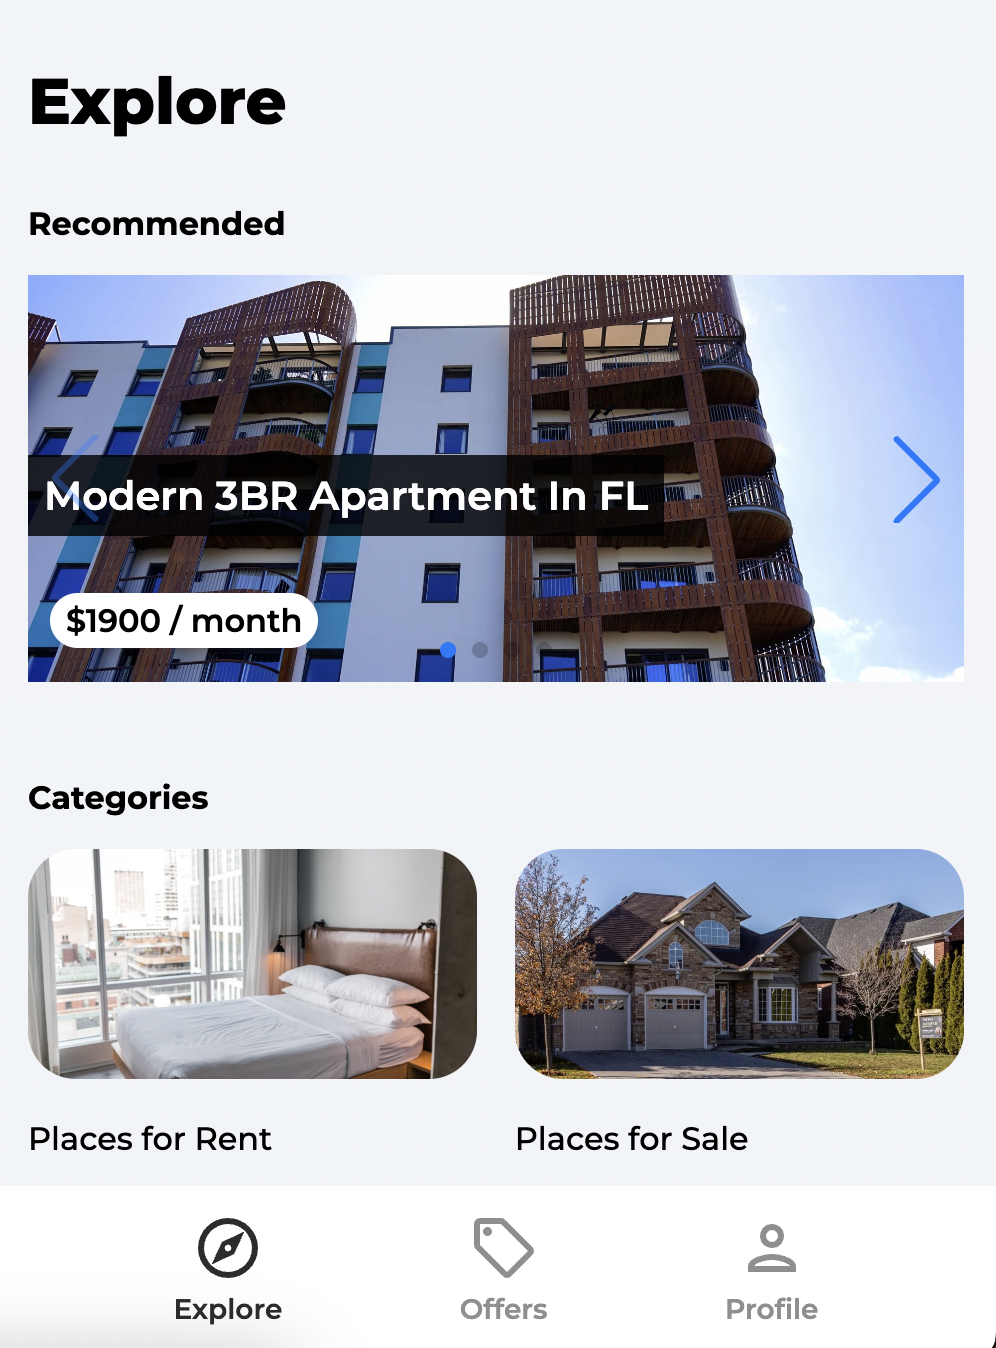 Explore
Recommended
Modern 3BR Apartment In FL
$1900 / month
Categories
Places for Rent
Places for Sale
Explore
Offers
Profile